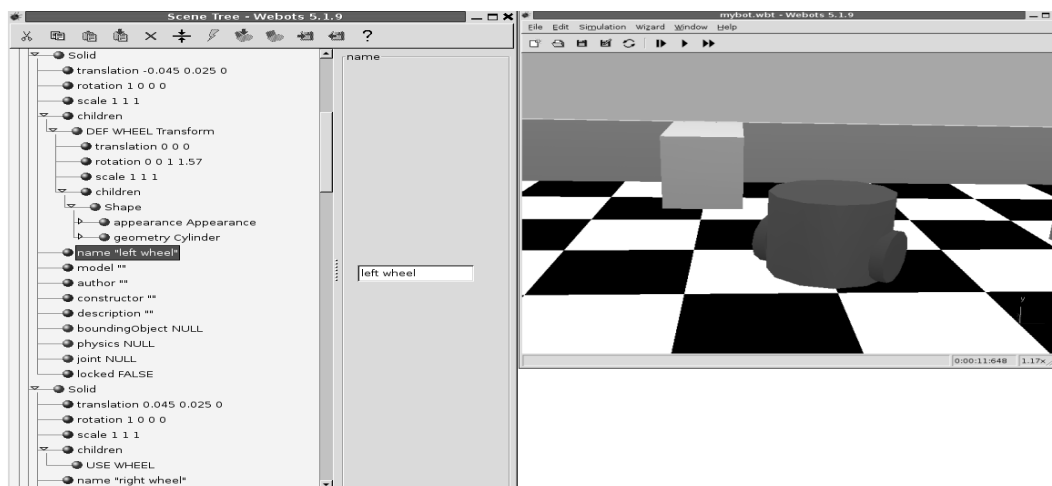 Scene Tree - Webots 5.1.9
?
Solid
translation -0.045 0.025 0
rotation 1 0 0 0
scale 1 1 1
children
DEF WHEEL Transform
translation 0 0 0
rotation 0 0 1 1.57
scale 1 1 1
children
Shape
appearance Appearance
geometry Cylinder
name "left wheel"
model ""
author ""
constructor ""
description ""
boundingObject NULL
physics NULL
joint NULL
locked FALSE
Solid
translation 0.045 0.025 0
rotation 1 0 0 0
scale 1 1 1
children
USE WHEEL
name "right wheel"
name
left wheel
mybot.wbt - Webots 5.1.9
File Edit Simulation Wizard Window Help
y
0:00:11:648 1.17x